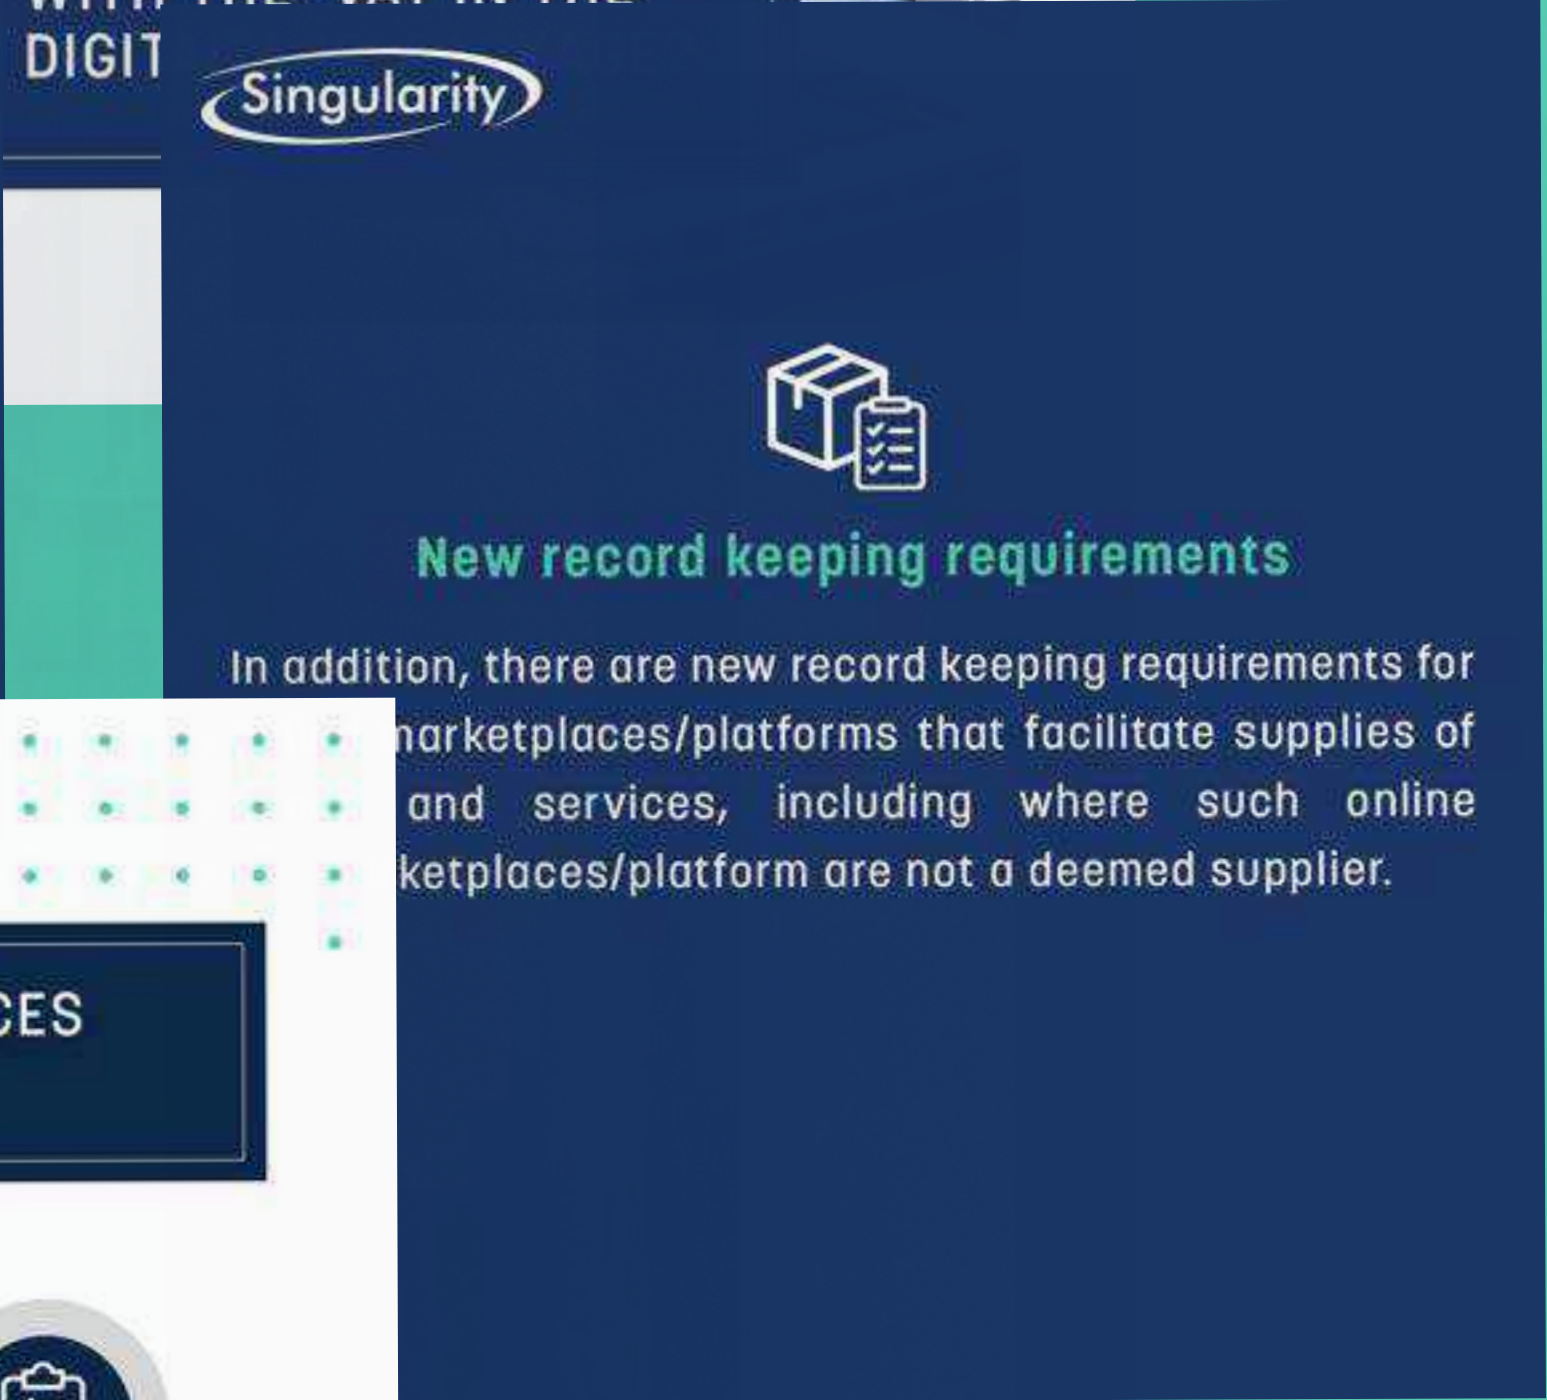 DIGIT
Singularity
New record keeping requirements
In addition, there are new record keeping requirements for
marketplaces/platforms that facilitate supplies of
and services, including where such online
ketplaces/platform are not a deemed supplier.
CES